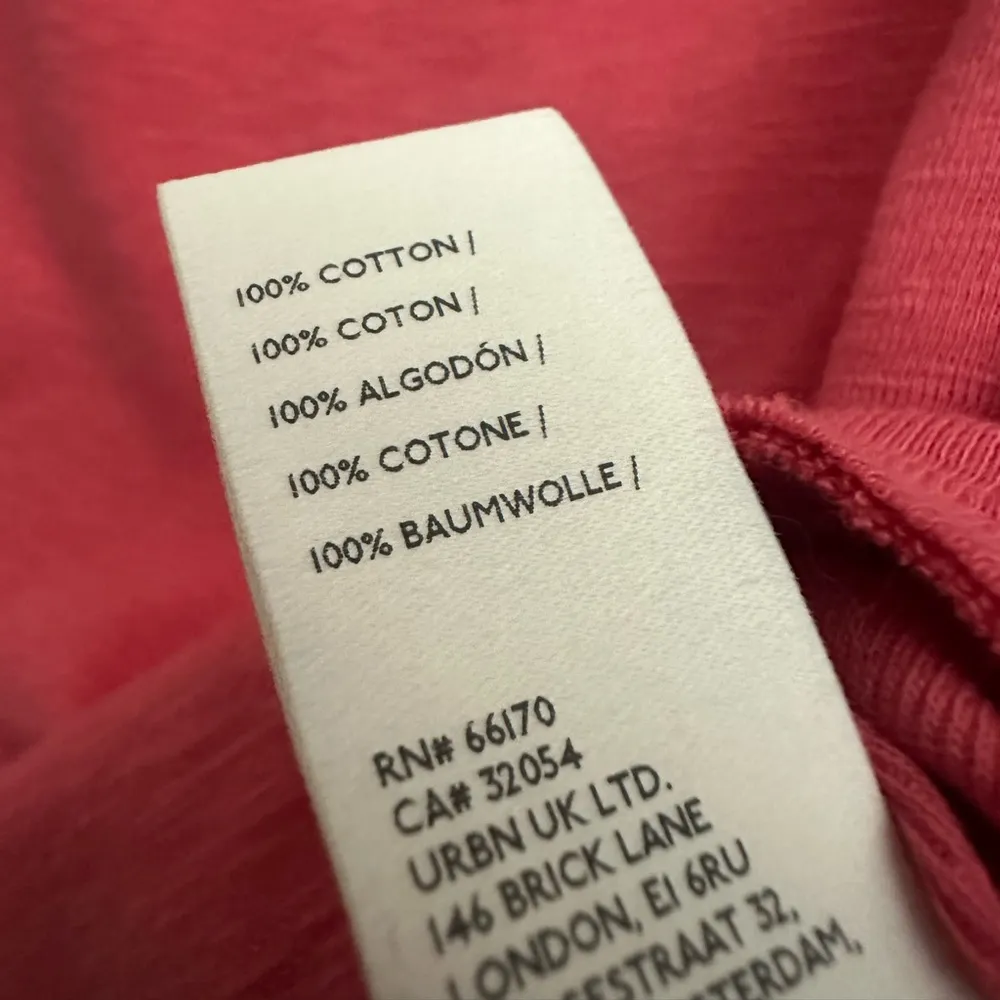 100% COTTON /
100% COTON /
100% ALGODÓN /
100% COTONE /
100% BAUMWOLLE /
RN# 66170
CA# 32054
URBN UK LTD.
146 BRICK LANE
LONDON, E1 6RU
32,